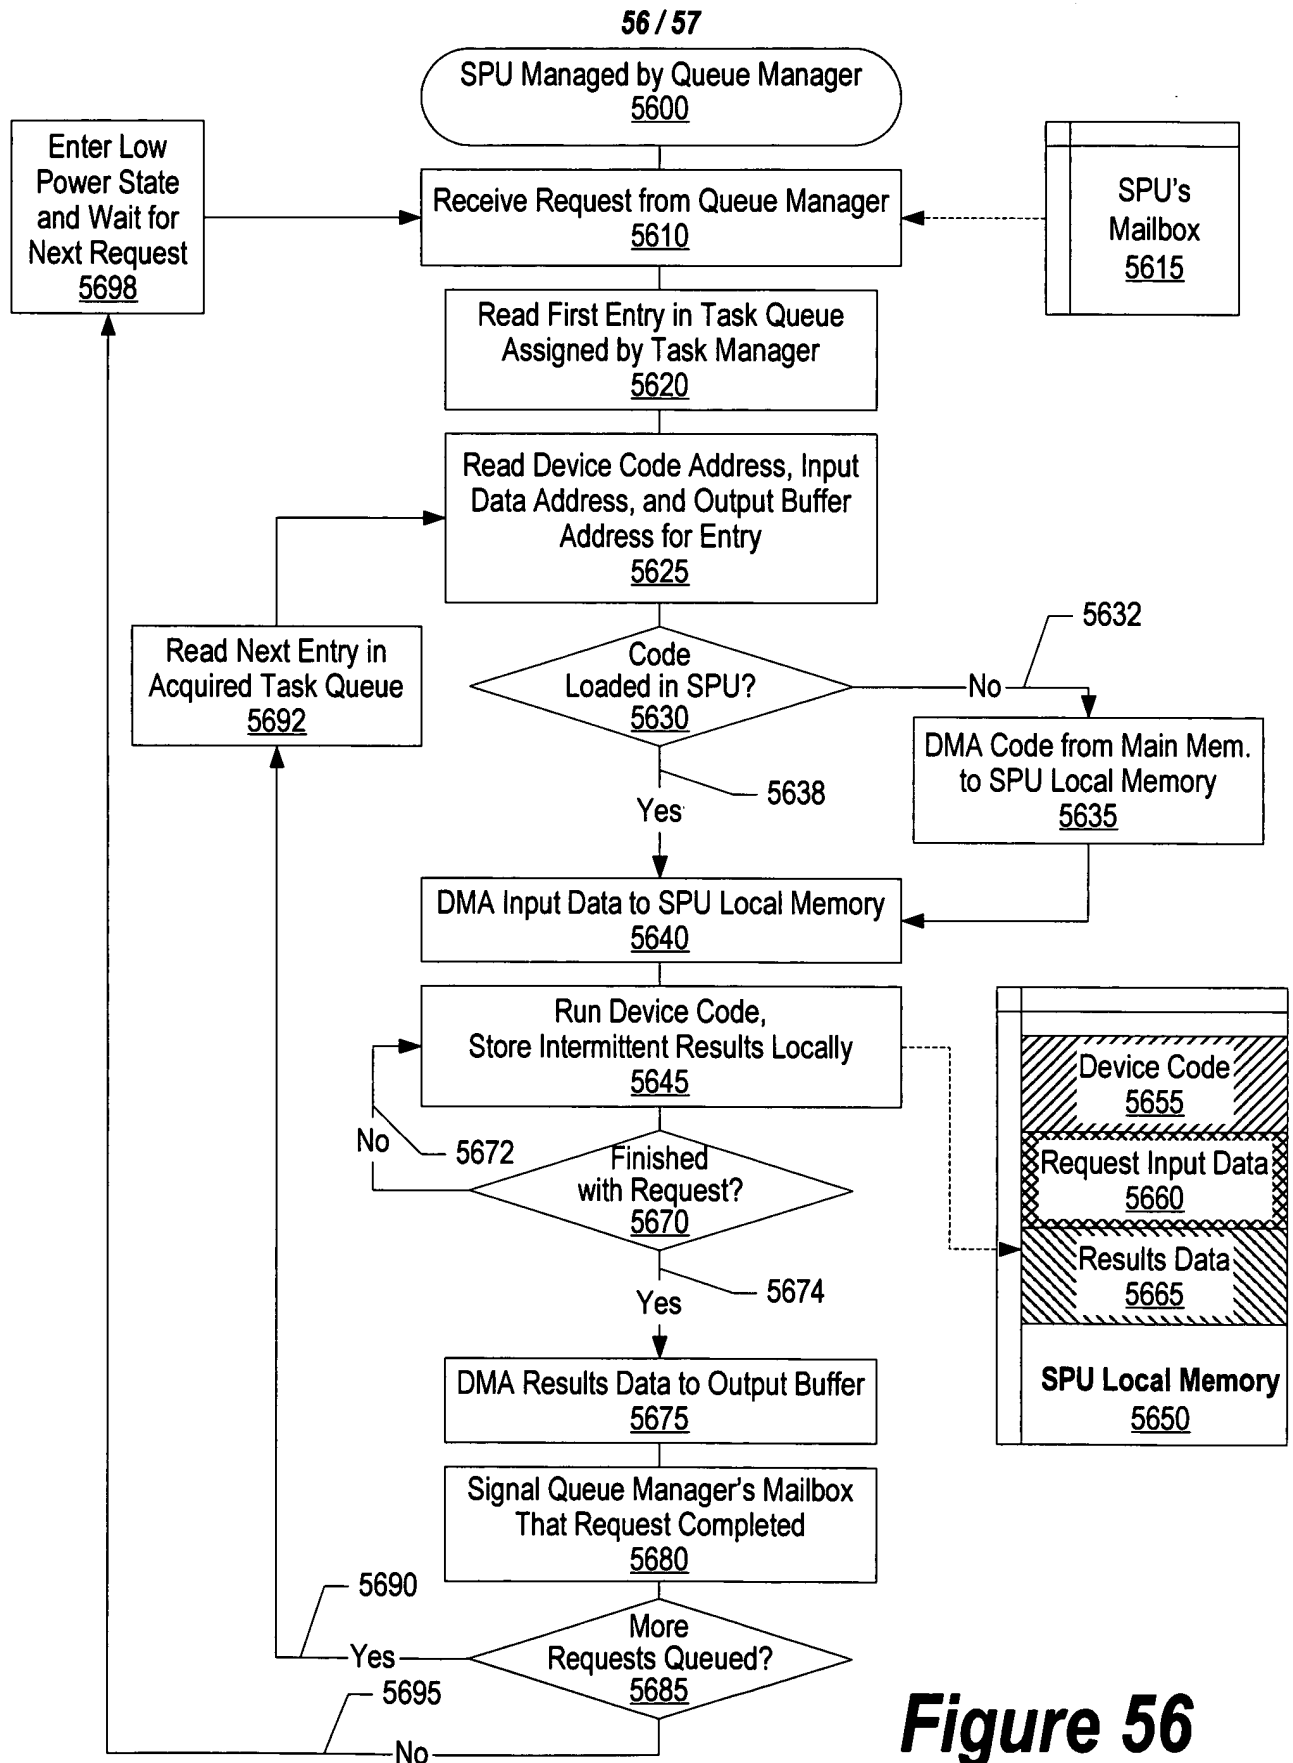 56 / 57
SPU Managed by Queue Manager
5600
Enter Low
Power State
and Wait for
Next Request
5698
Receive Request from Queue Manager
5610
SPU's
Mailbox
5615
Read First Entry in Task Queue
Assigned by Task Manager
5620
Read Device Code Address, Input
Data Address, and Output Buffer
Address for Entry
5625
Read Next Entry in
Acquired Task Queue
5692
Code
Loaded in SPU?
5630
No
5632
DMA Code from Main Mem.
to SPU Local Memory
5635
5638
Yes
DMA Input Data to SPU Local Memory
5640
Run Device Code,
Store Intermittent Results Locally
5645
No
5672
Finished
with Request?
5670
Device Code
5655
Request Input Data
5660
Results Data
5665
SPU Local Memory
5650
5674
Yes
DMA Results Data to Output Buffer
5675
Signal Queue Manager's Mailbox
That Request Completed
5680
5690
Yes
More
Requests Queued?
5685
5695
No
Figure 56